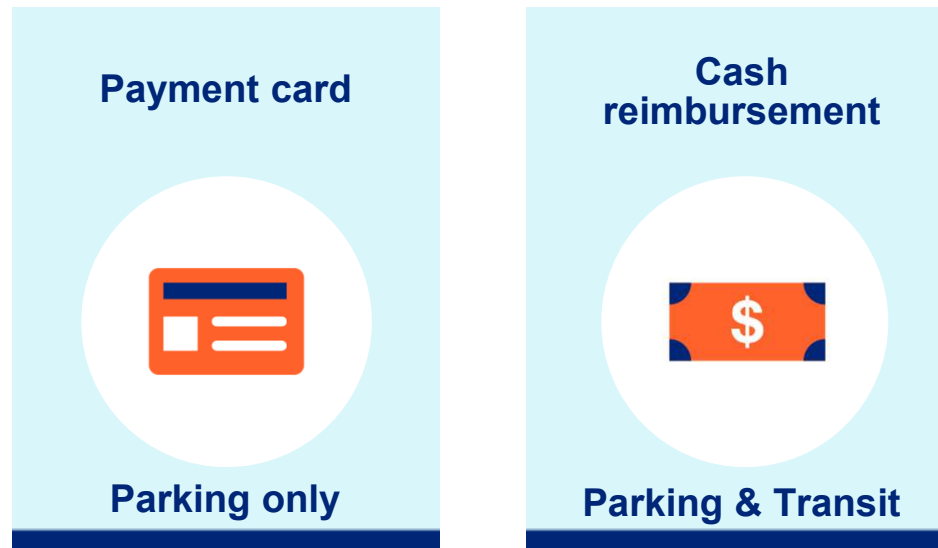 Payment card
Parking only
Cash
reimbursement
$
Parking & Transit